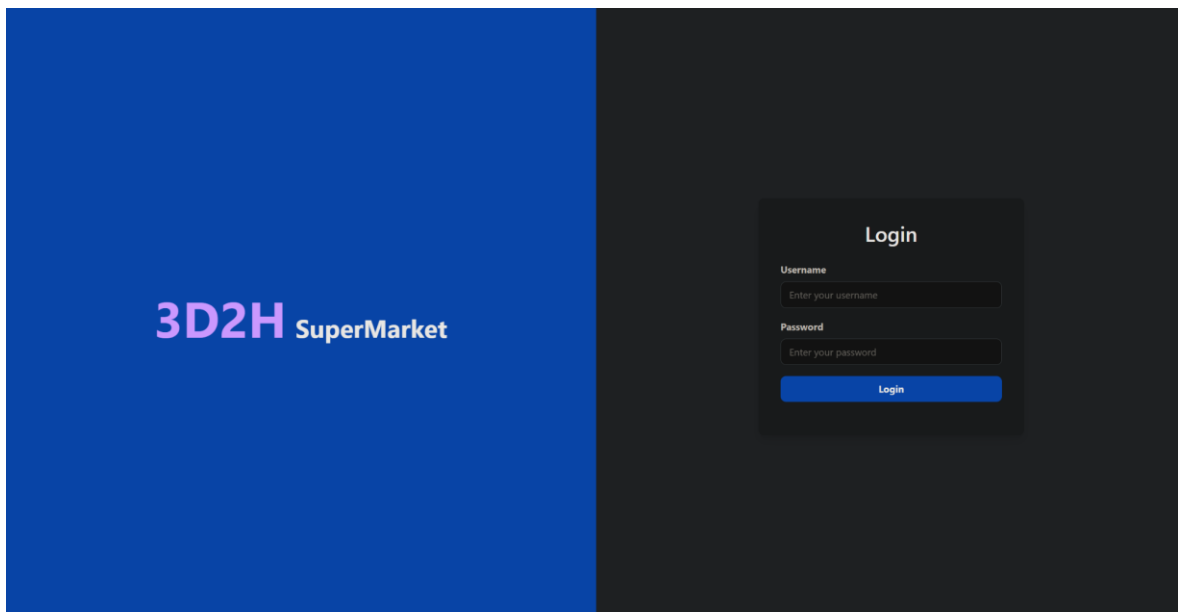 3D2H SuperMarket
Login
Username
Enter your username
Password
Enter your password
Login